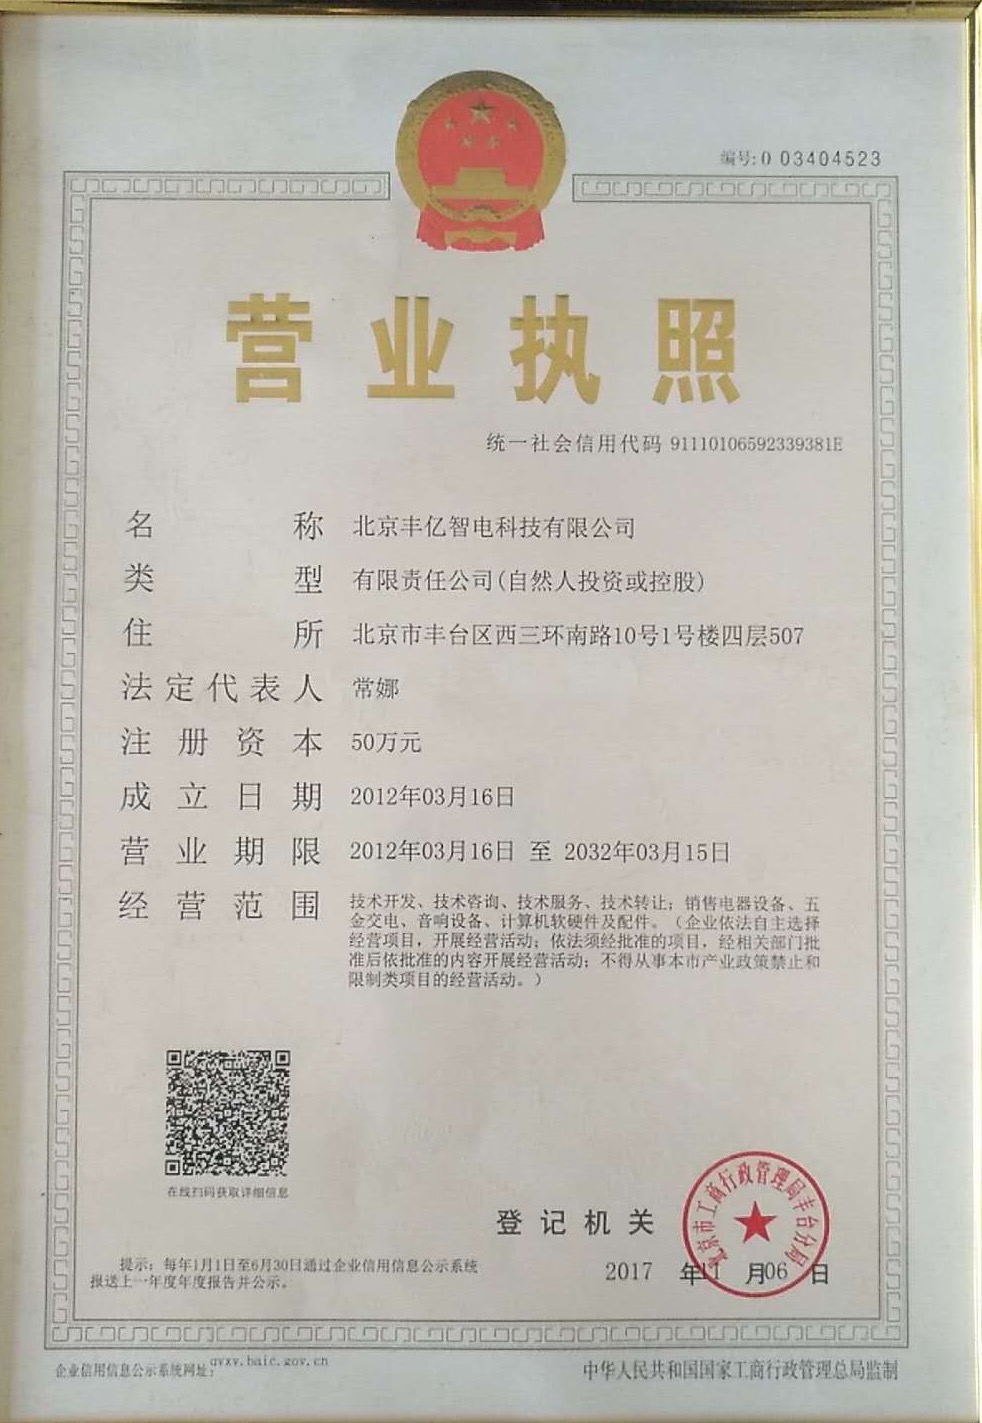 编号:0 03404523
营业执照
统一社会信用代码 91110106592339381E
名称 北京丰亿智电科技有限公司
类型 有限责任公司(自然人投资或控股)
住所 北京市丰台区西三环南路10号1号楼四层507
法定代表人 常娜
注册资本 50万元
成立日期 2012年03月16日
营业期限 2012年03月16日 至 2032年03月15日
经营范围 技术开发、技术咨询、技术服务、技术转让；销售电器设备、五
金交电、音响设备、计算机软硬件及配件。（企业依法自主选择
经营项目，开展经营活动；依法须经批准的项目，经相关部门批
准后依批准的内容开展经营活动；不得从事本市产业政策禁止和
限制类项目的经营活动。）
在线扫码获取详细信息
登记机关
北京市工商行政管理局丰台分局
提示：每年1月1日至6月30日通过企业信用信息公示系统
报送上一年度年度报告并公示。
2017 年11 月06 日
企业信用信息公示系统网址：qyxy.baic.gov.cn
中华人民共和国国家工商行政管理总局监制